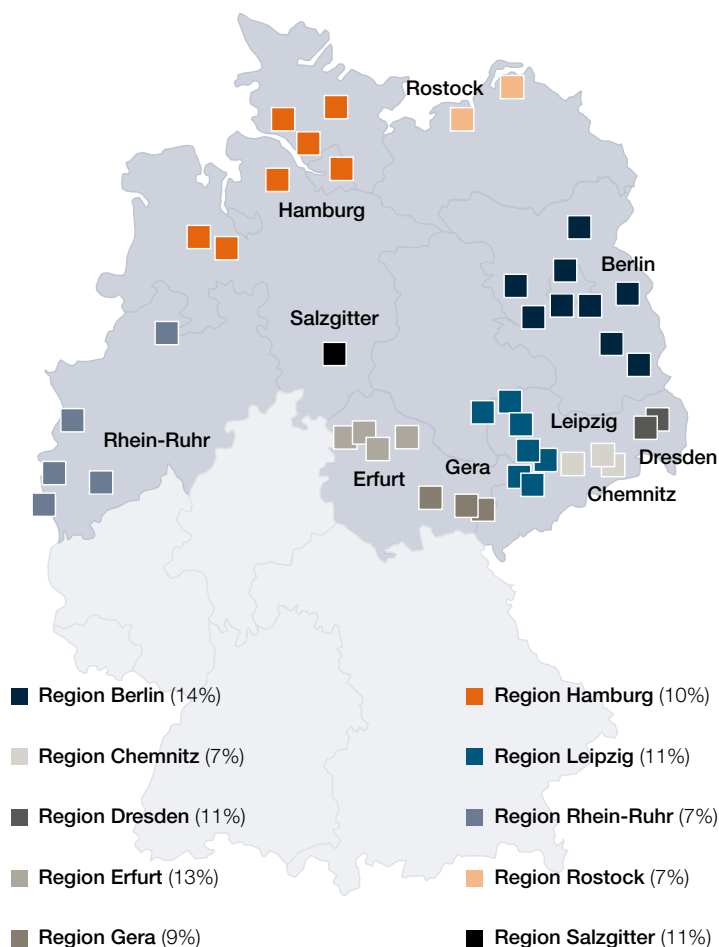 Rostock
Hamburg
Berlin
Salzgitter
Rhein-Ruhr
Leipzig
Dresden
Erfurt
Gera
Chemnitz
Region Berlin (14%)
Region Hamburg (10%)
Region Chemnitz (7%)
Region Leipzig (11%)
Region Dresden (11%)
Region Rhein-Ruhr (7%)
Region Erfurt (13%)
Region Rostock (7%)
Region Gera (9%)
Region Salzgitter (11%)